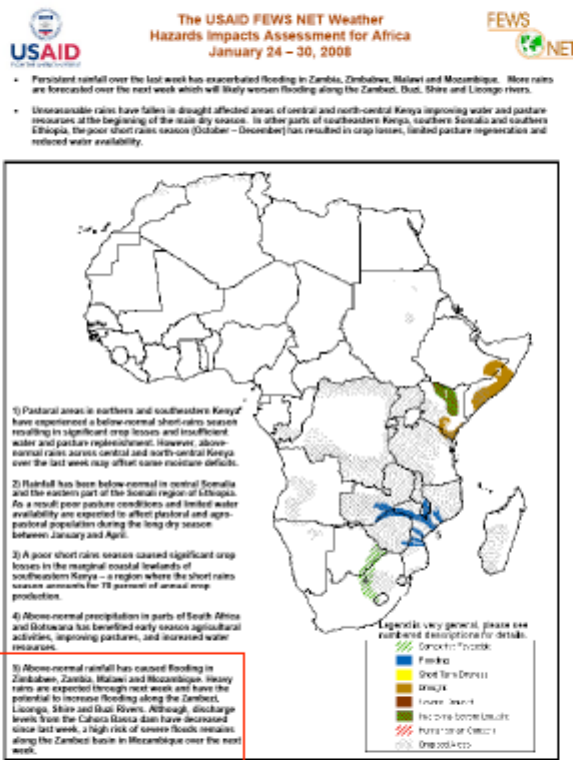 USAID
The USAID FEWS NET Weather
Hazards Impacts Assessment for Africa
January 24 – 30, 2008
FEWS
NET
• Persistent rainfall over the last week has exacerbated flooding in Zambia, Zimbabwe, Malawi and Mozambique. More rains
are forecasted over the next week which will likely worsen flooding along the Zambezi, Buzi, Shire and Licongo rivers.
• Unseasonable rains have fallen in drought affected areas of central and north-central Kenya improving water and pasture
resources at the beginning of the main dry season. In other parts of southeastern Kenya, southern Somalia and southern
Ethiopia, the poor short rains season (October – December) has resulted in crop losses, limited pasture regeneration and
reduced water availability.
1) Pastoral areas in northern and southeastern Kenya
have experienced a below-normal short-rains season
resulting in significant crop losses and insufficient
water and pasture replenishment. However, above-
normal rains across central and north-central Kenya
over the last week may offset some moisture deficits.
2) Rainfall has been below-normal in central Somalia
and the eastern part of the Somali region of Ethiopia.
As a result poor pasture conditions and limited water
availability are expected to affect pastoral and agro-
pastoral population during the long dry season
between January and April.
3) A poor short rains season caused significant crop
losses in the marginal coastal lowlands of
southeastern Kenya – a region where the short rains
season accounts for 70 percent of annual crop
production.
4) Above-normal precipitation in parts of South Africa
and Botswana has benefited early season agricultural
activities, improving pastures, and increased water
resources.
5) Above-normal rainfall has caused flooding in
Zimbabwe, Zambia, Malawi and Mozambique. Heavy
rains are expected through next week and have the
potential to increase flooding along the Zambezi,
Licongo, Shire and Buzi Rivers. Although, discharge
levels from the Cahora Bassa dam have decreased
since last week, a high risk of severe floods remains
along the Zambezi basin in Mozambique over the next
week.
Legend is very general, please see
numbered descriptions for details.
Flooding
Short Term Dryness
Drought
Severe Drought
Improving Severe Drought
Humanitarian Concern
Cropped Areas